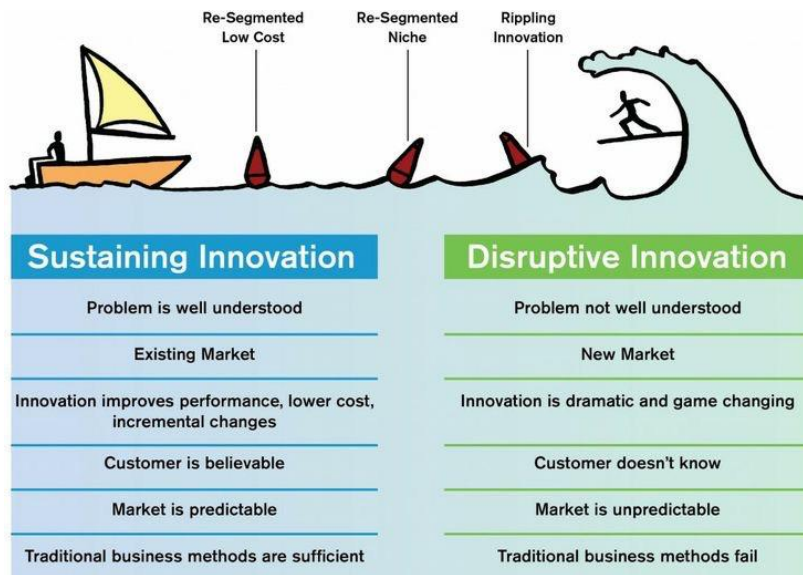 Re-Segmented
Low Cost
Re-Segmented
Niche
Rippling
Innovation
Sustaining Innovation
Problem is well understood
Existing Market
Innovation improves performance, lower cost,
incremental changes
Customer is believable
Market is predictable
Traditional business methods are sufficient
Disruptive Innovation
Problem not well understood
New Market
Innovation is dramatic and game changing
Customer doesn't know
Market is unpredictable
Traditional business methods fail